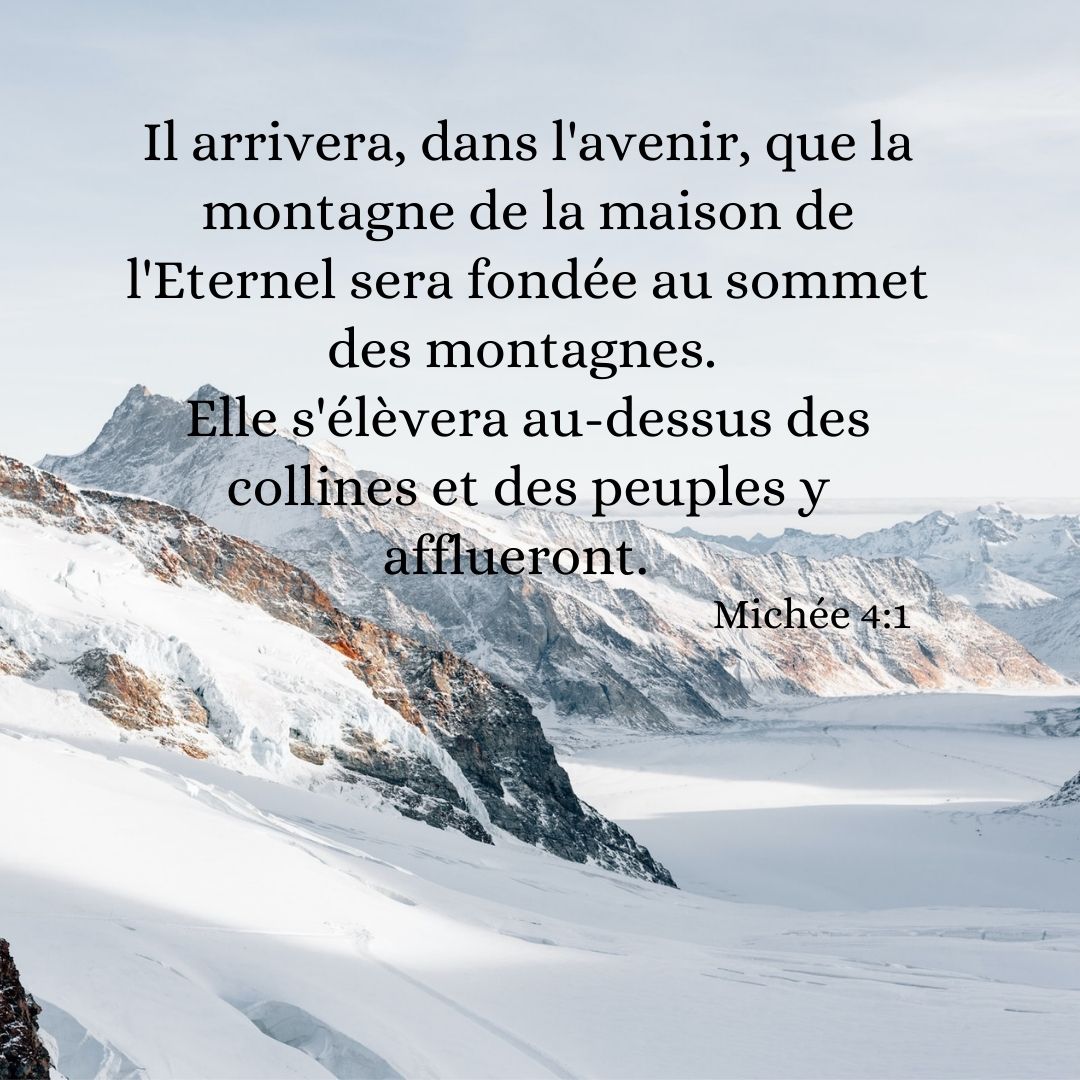 Il arrivera, dans l'avenir, que la
montagne de la maison de
l'Eternel sera fondée au sommet
des montagnes.
Elle s'élèvera au-dessus des
collines et des peuples y
afflueront.
Michée 4:1